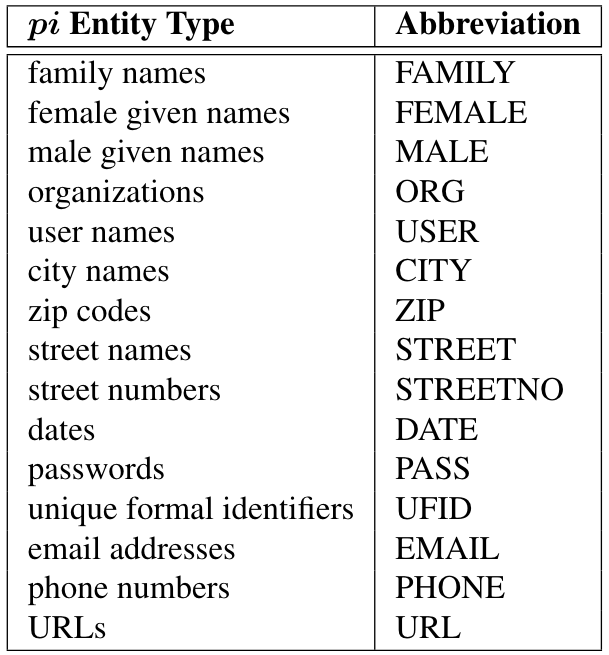 pi Entity Type Abbreviation
family names FAMILY
female given names FEMALE
male given names MALE
organizations ORG
user names USER
city names CITY
zip codes ZIP
street names STREET
street numbers STREETNO
dates DATE
passwords PASS
unique formal identifiers UFID
email addresses EMAIL
phone numbers PHONE
URLs URL